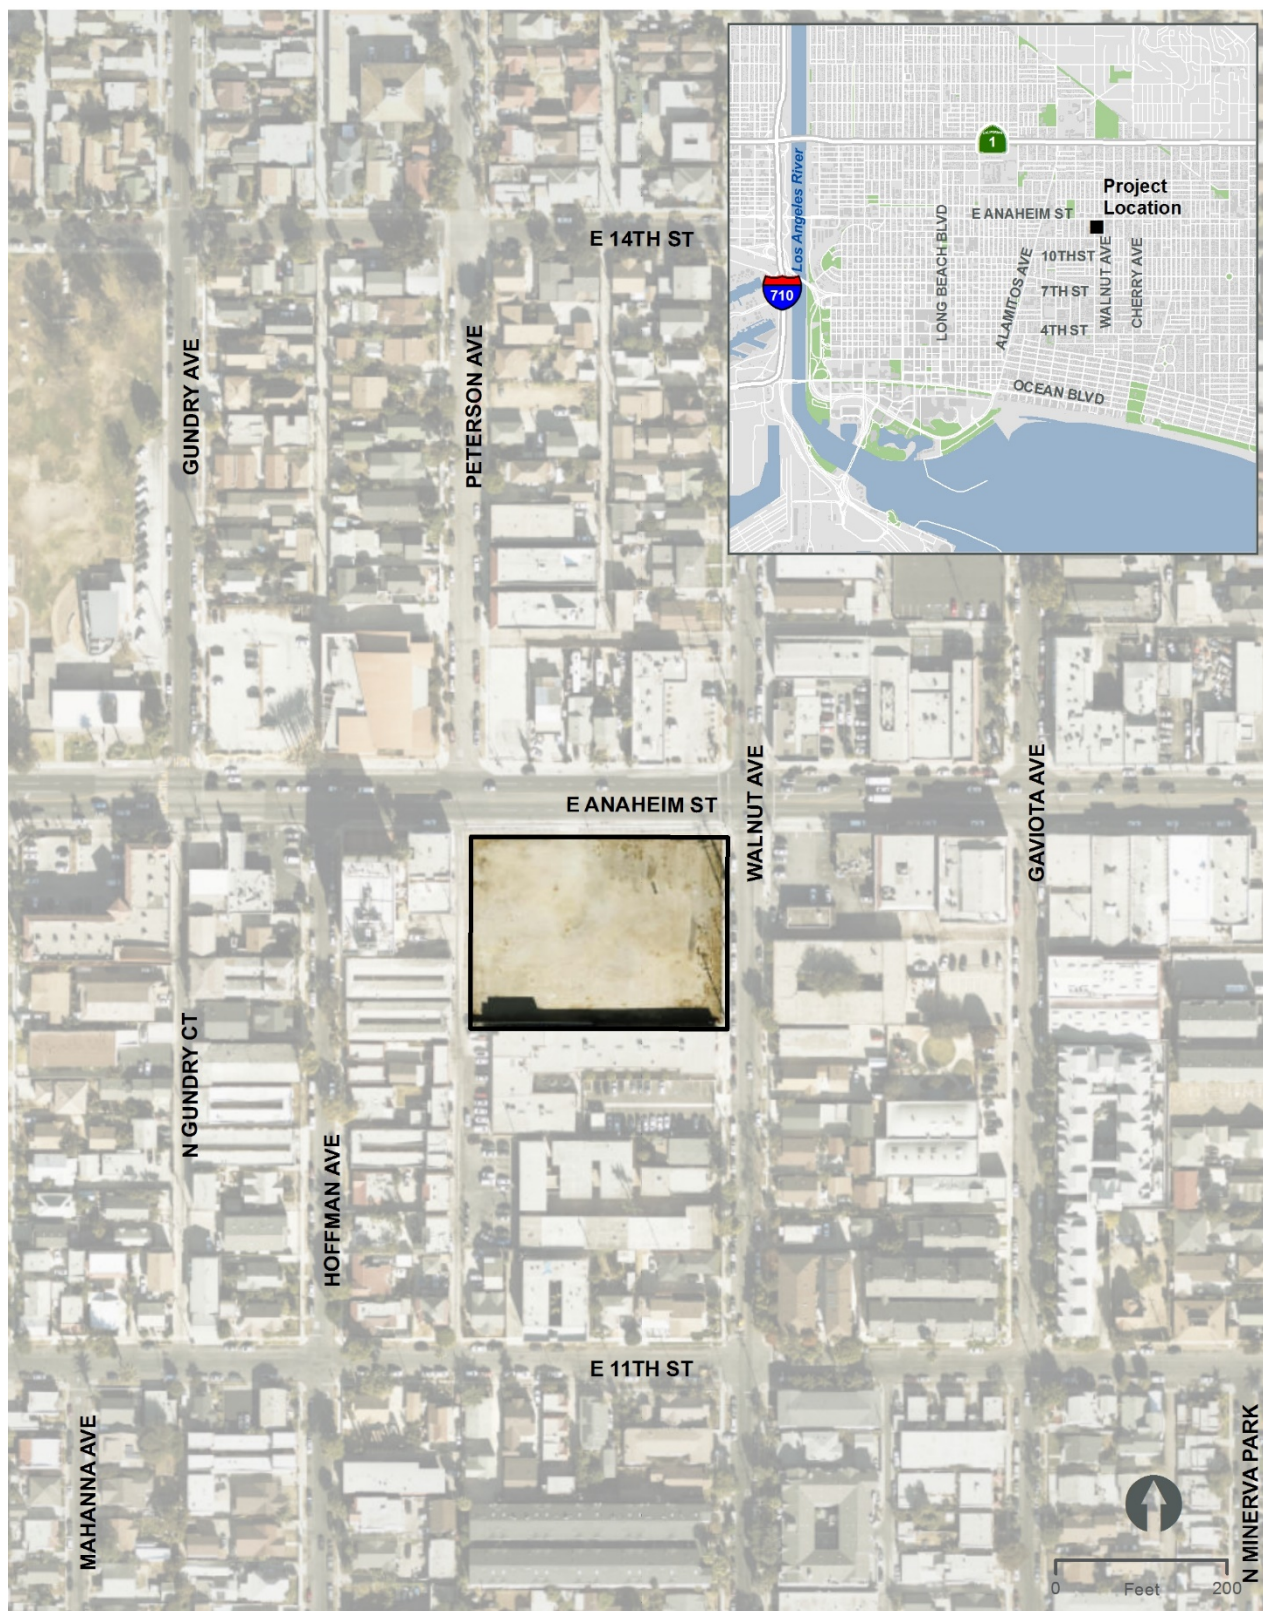 1
Project
Location
E ANAHEIM ST
Los Angeles River
LONG BEACH BLVD
10TH ST
WALNUT AVE
CHERRY AVE
710
ALAMITOS AVE
7TH ST
4TH ST
OCEAN BLVD
E 14TH ST
GUNDRY AVE
PETERSON AVE
E ANAHEIM ST
WALNUT AVE
GAVIOTA AVE
N GUNDRY CT
HOFFMAN AVE
E 11TH ST
MAHANNA AVE
N MINERVA PARK
0 Feet 200